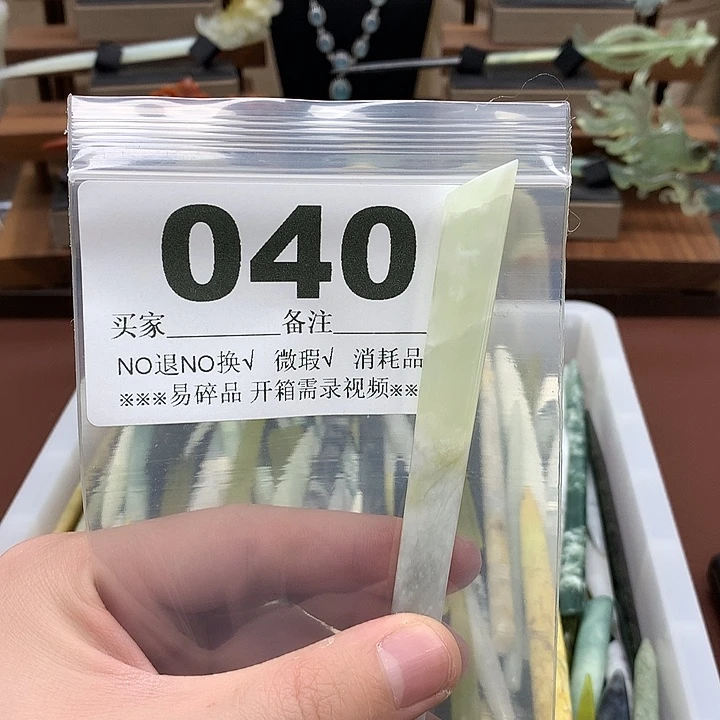 040
买家________备注________
NO退NO换√ 微瑕√ 消耗品
※※※易碎品 开箱需录视频※※